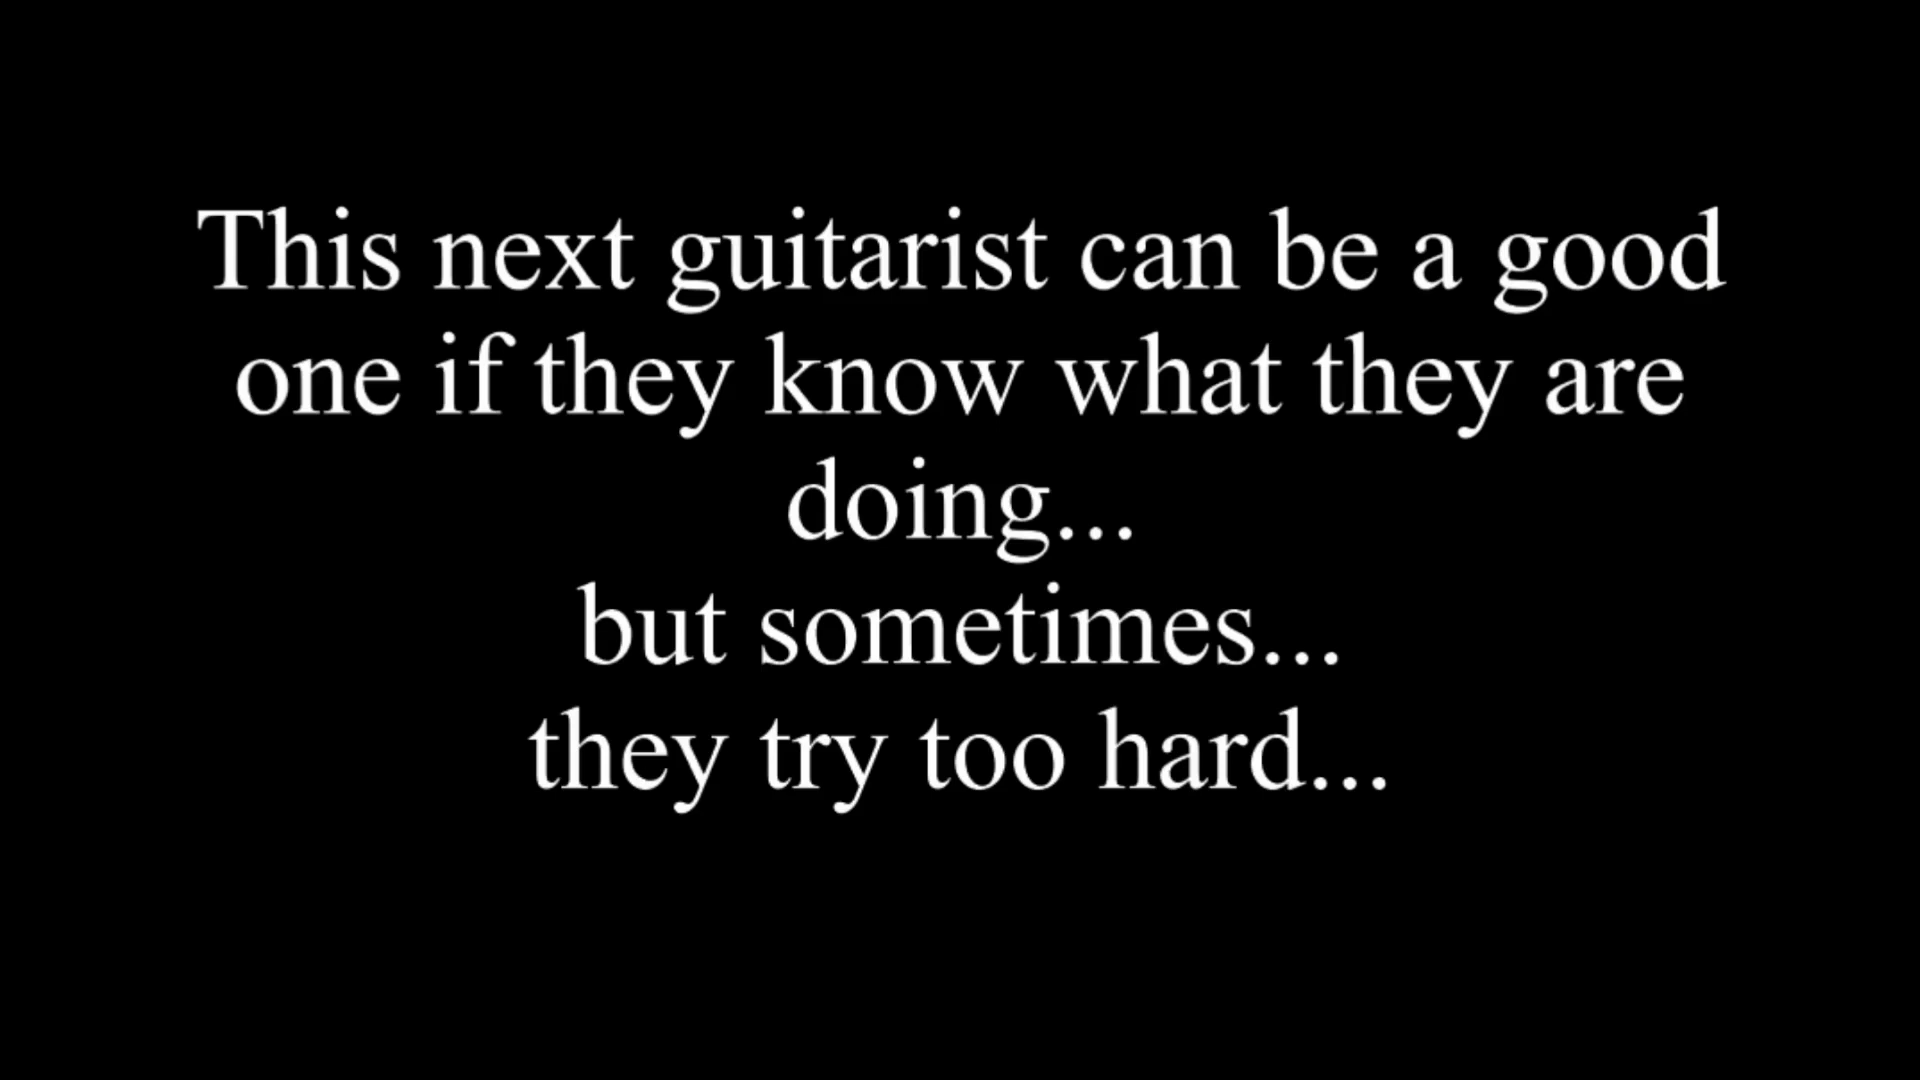 This next guitarist can be a good
one if they know what they are
doing...
but sometimes...
they try too hard...